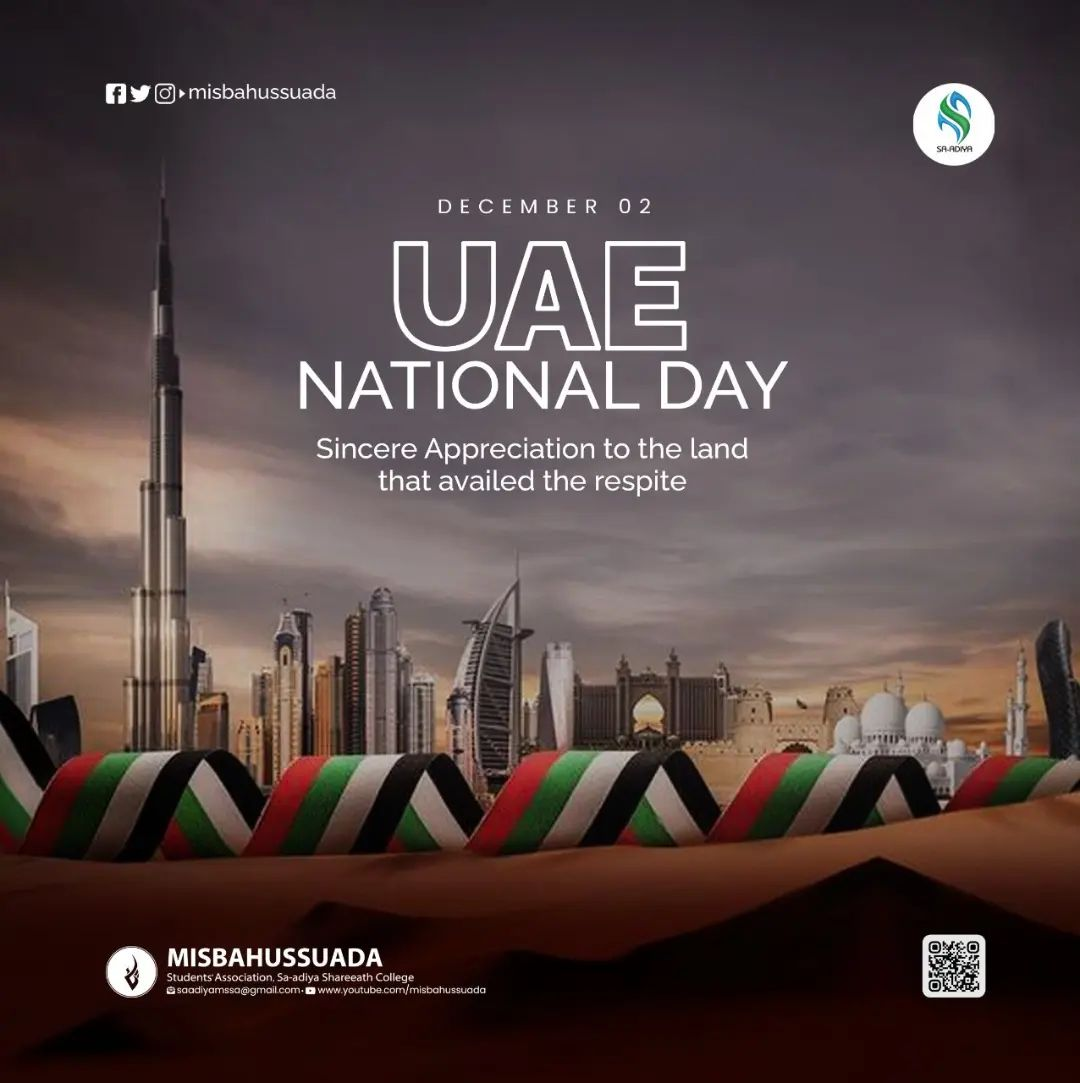 misbahussuada
SA-ADIYA
DECEMBER 02
UAE
NATIONAL DAY
Sincere Appreciation to the land
that availed the respite
MISBAHUSSUADA
Students' Association, Sa-adiya Shareeath College
saadiyamssa@gmail.com • www.youtube.com/misbahussuada